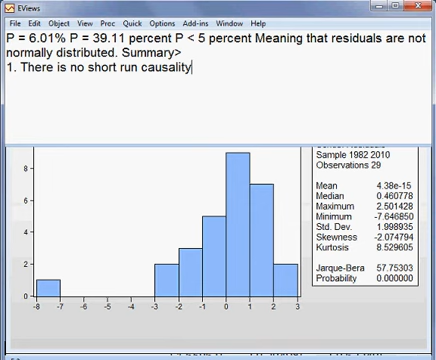 EViews
File Edit Object View Proc Quick Options Add-ins Window Help
P = 6.01% P = 39.11 percent P < 5 percent Meaning that residuals are not
normally distributed. Summary>
1. There is no short run causality
Sample 1982 2010
Observations 29
Mean 4.38e-15
Median 0.460778
Maximum 2.501428
Minimum -7.646850
Std. Dev. 1.998935
Skewness -2.074794
Kurtosis 8.529605
Jarque-Bera 57.75303
Probability 0.000000
8
6
4
2
0
-8 -7 -6 -5 -4 -3 -2 -1 0 1 2 3